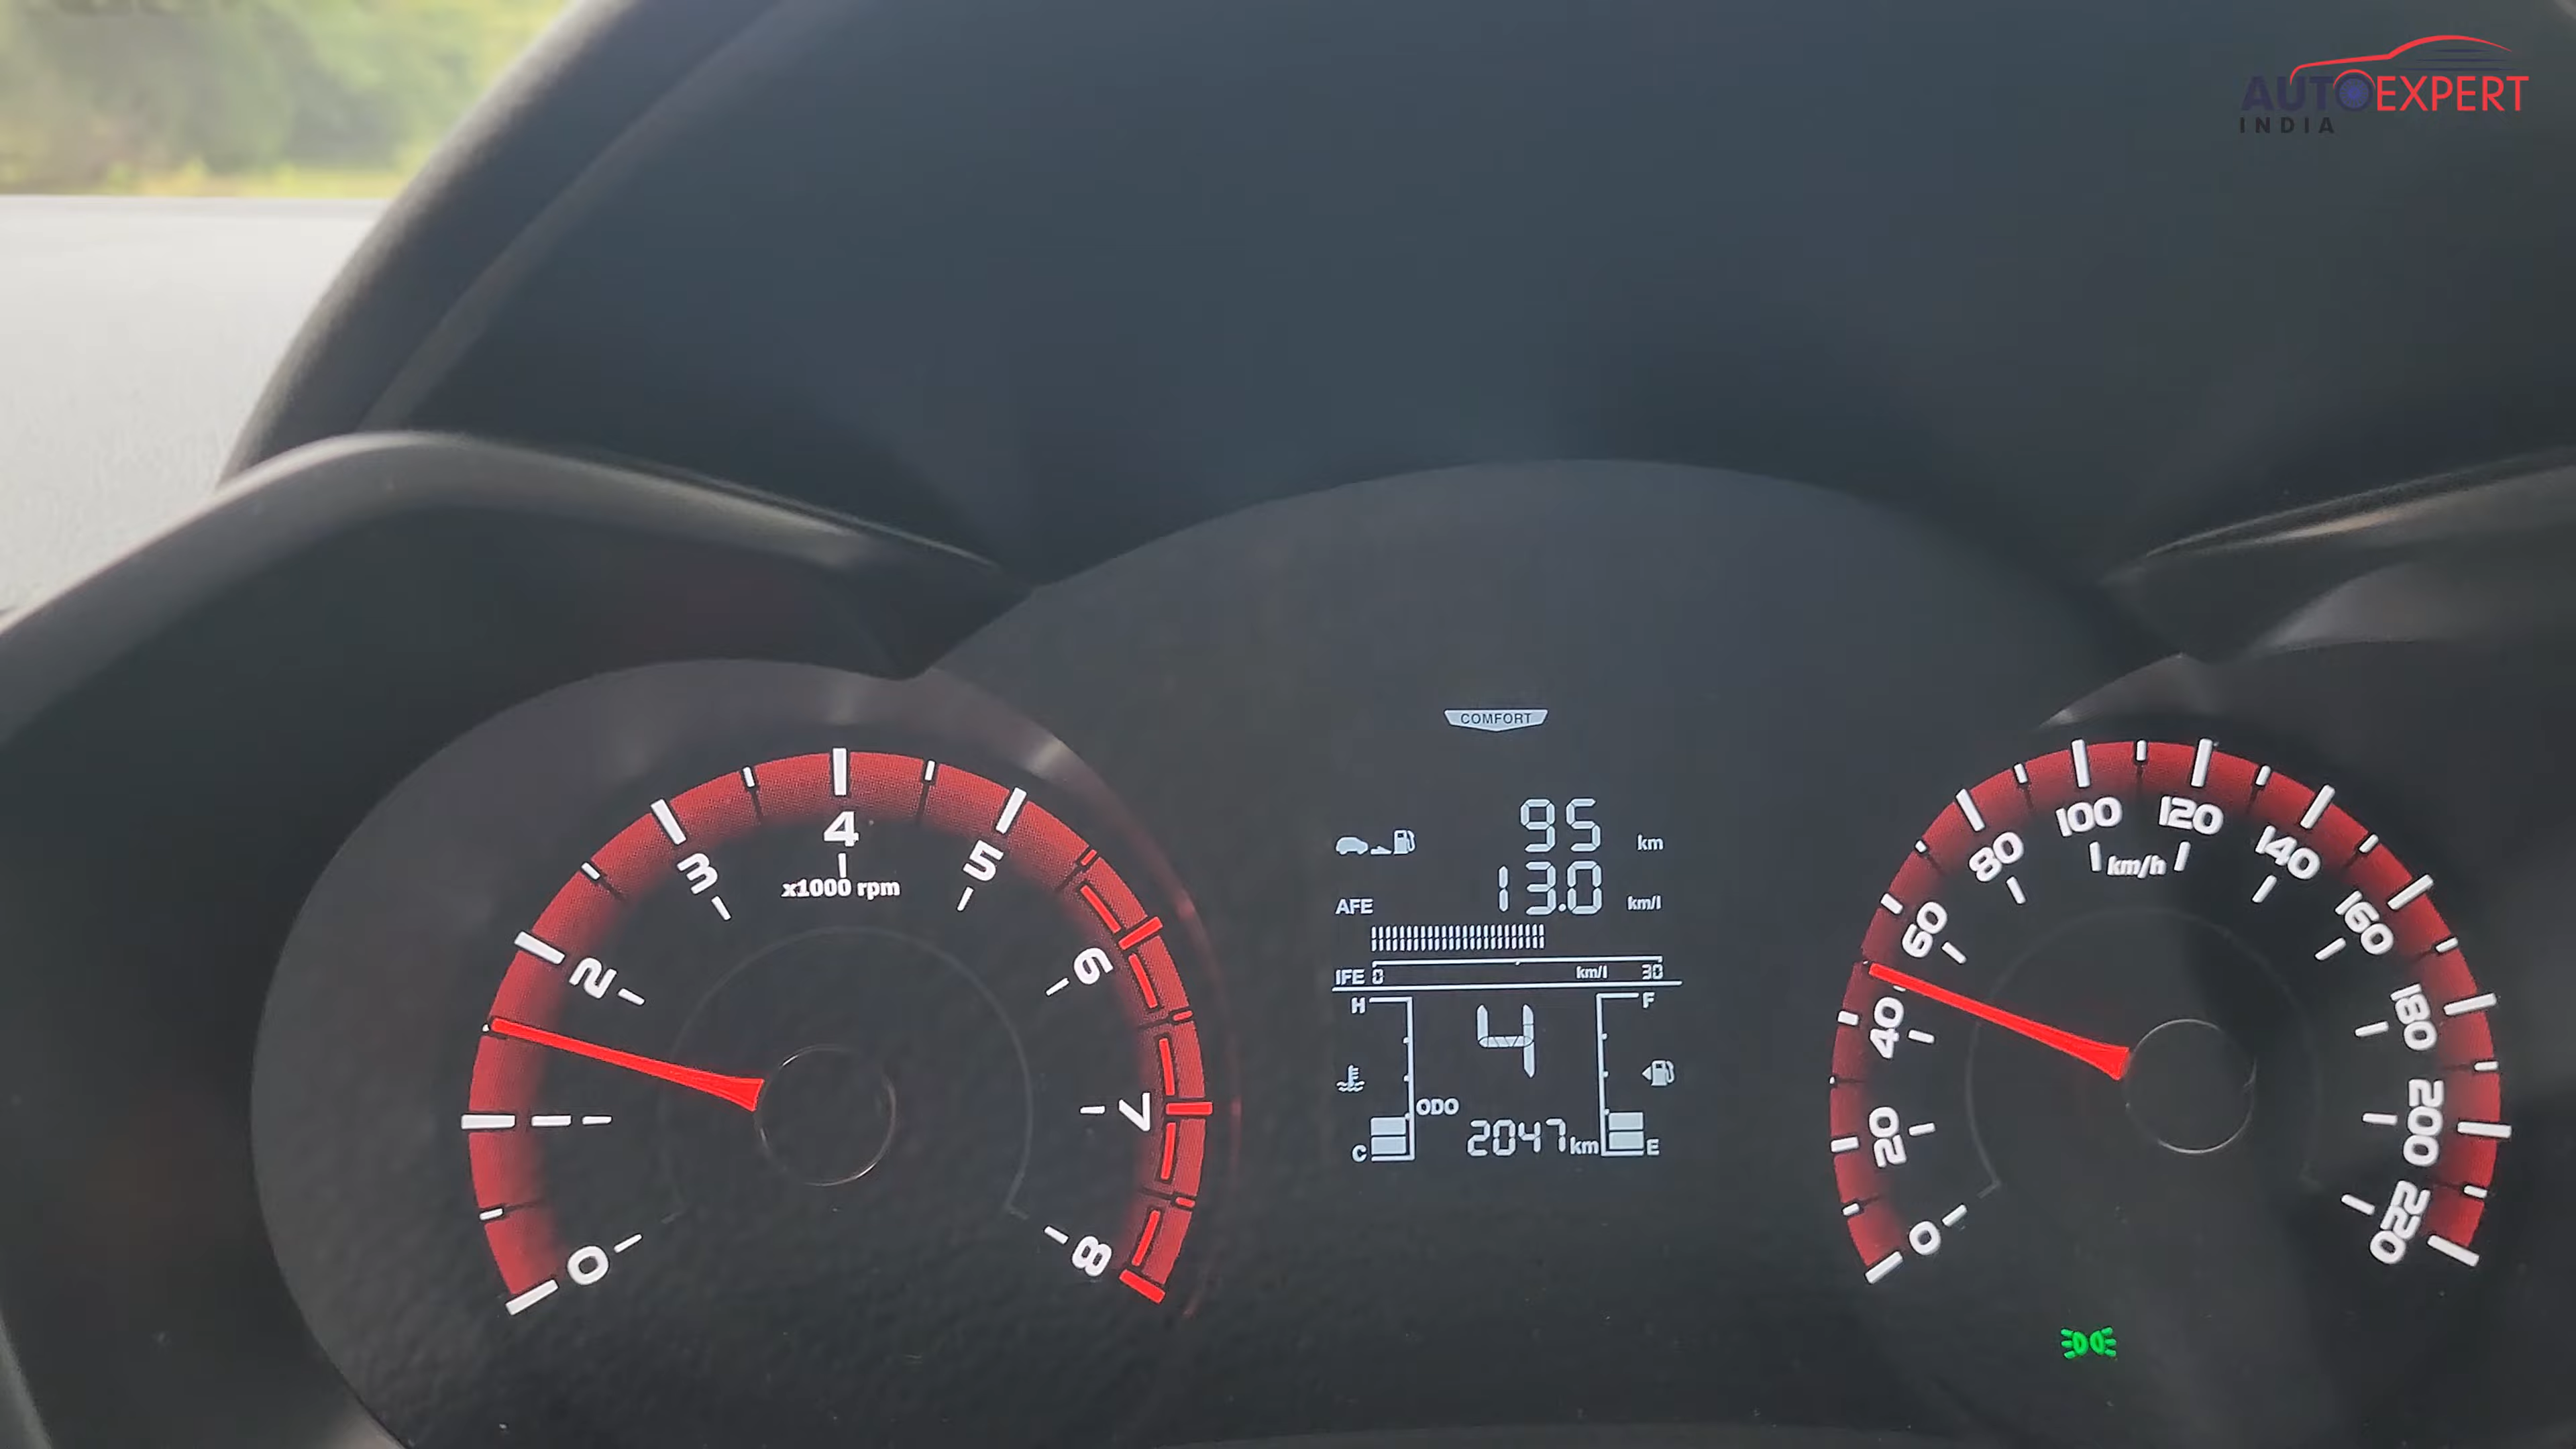 AUTOEXPERT
INDIA
COMFORT
95 km
AFE 13.0 km/l
IFE 0 km/l 30
H F
4
ODO
2047 km
C E
0
2
3
4
5
6
7
8
x1000 rpm
0
20
40
60
80
100
120
140
160
180
200
220
km/h